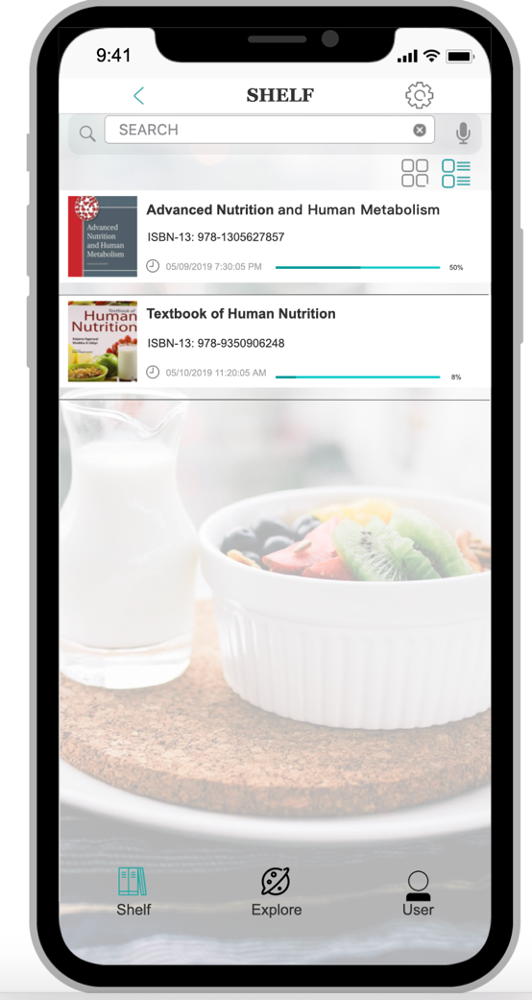 9:41
SHELF
SEARCH
Advanced
Nutrition
and Human
Metabolism
Advanced Nutrition and Human Metabolism
ISBN-13: 978-1305627857
05/09/2019 7:30:05 PM
50%
Textbook of
Human
Nutrition
Textbook of Human Nutrition
ISBN-13: 978-9350906248
05/10/2019 11:20:05 AM
8%
Shelf
Explore
User